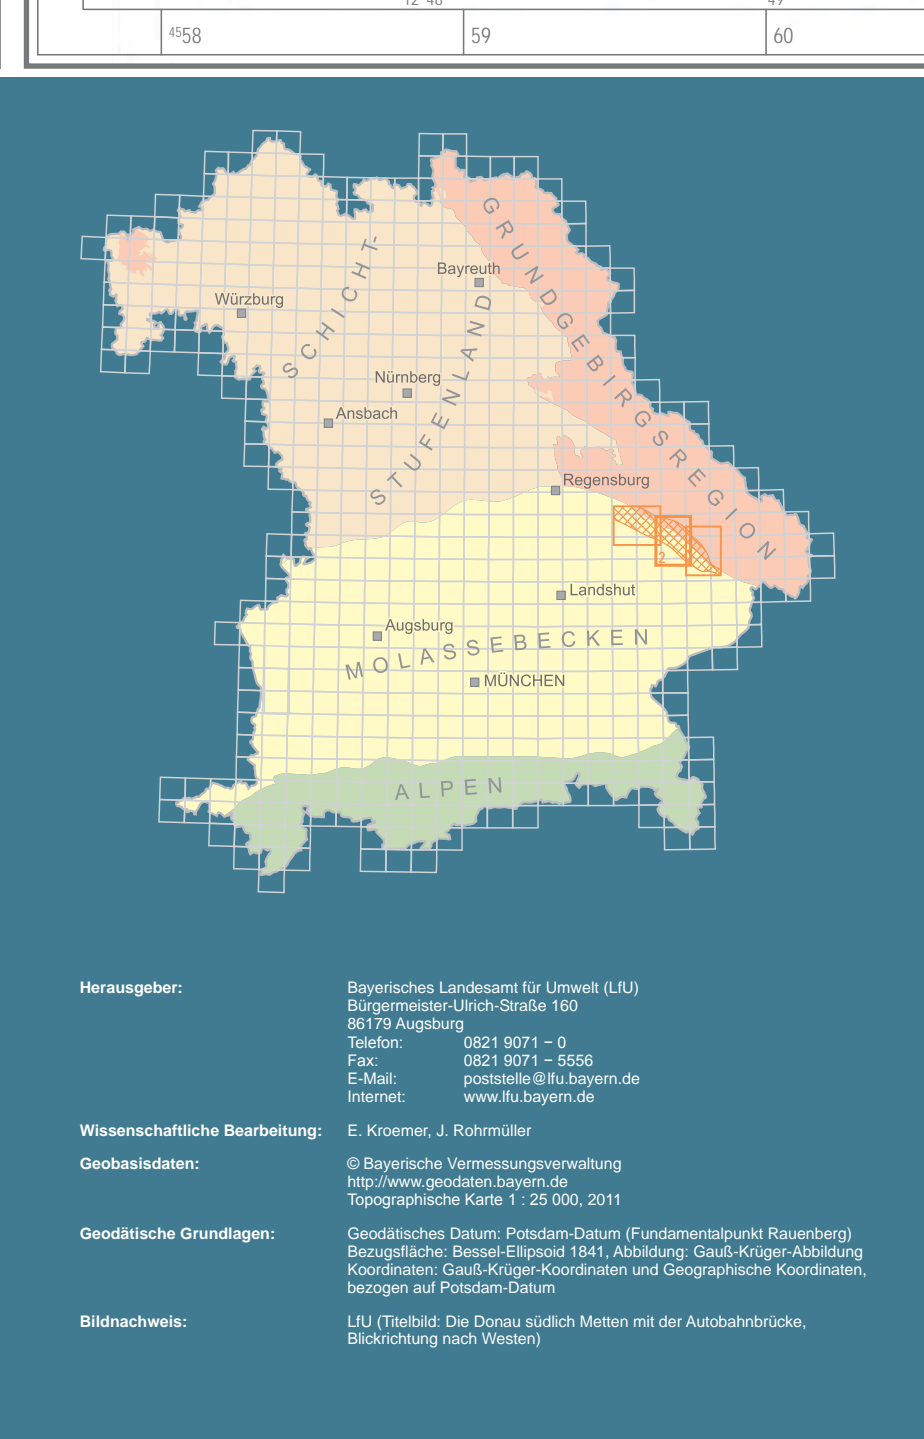 4558
59
60
Bayreuth
Würzburg
Nürnberg
Ansbach
Regensburg
Landshut
Augsburg
MÜNCHEN
SCHICHT-
STUFENLAND
GRUNDGEBIRGSREGION
2
MOLASSEBECKEN
ALPEN
Herausgeber: Bayerisches Landesamt für Umwelt (LfU)
Bürgermeister-Ulrich-Straße 160
86179 Augsburg
Telefon: 0821 9071 − 0
Fax: 0821 9071 − 5556
E-Mail: poststelle@lfu.bayern.de
Internet: www.lfu.bayern.de
Wissenschaftliche Bearbeitung: E. Kroemer, J. Rohrmüller
Geobasisdaten: © Bayerische Vermessungsverwaltung
http://www.geodaten.bayern.de
Topographische Karte 1 : 25 000, 2011
Geodätische Grundlagen: Geodätisches Datum: Potsdam-Datum (Fundamentalpunkt Rauenberg)
Bezugsfläche: Bessel-Ellipsoid 1841, Abbildung: Gauß-Krüger-Abbildung
Koordinaten: Gauß-Krüger-Koordinaten und Geographische Koordinaten,
bezogen auf Potsdam-Datum
Bildnachweis: LfU (Titelbild: Die Donau südlich Metten mit der Autobahnbrücke,
Blickrichtung nach Westen)